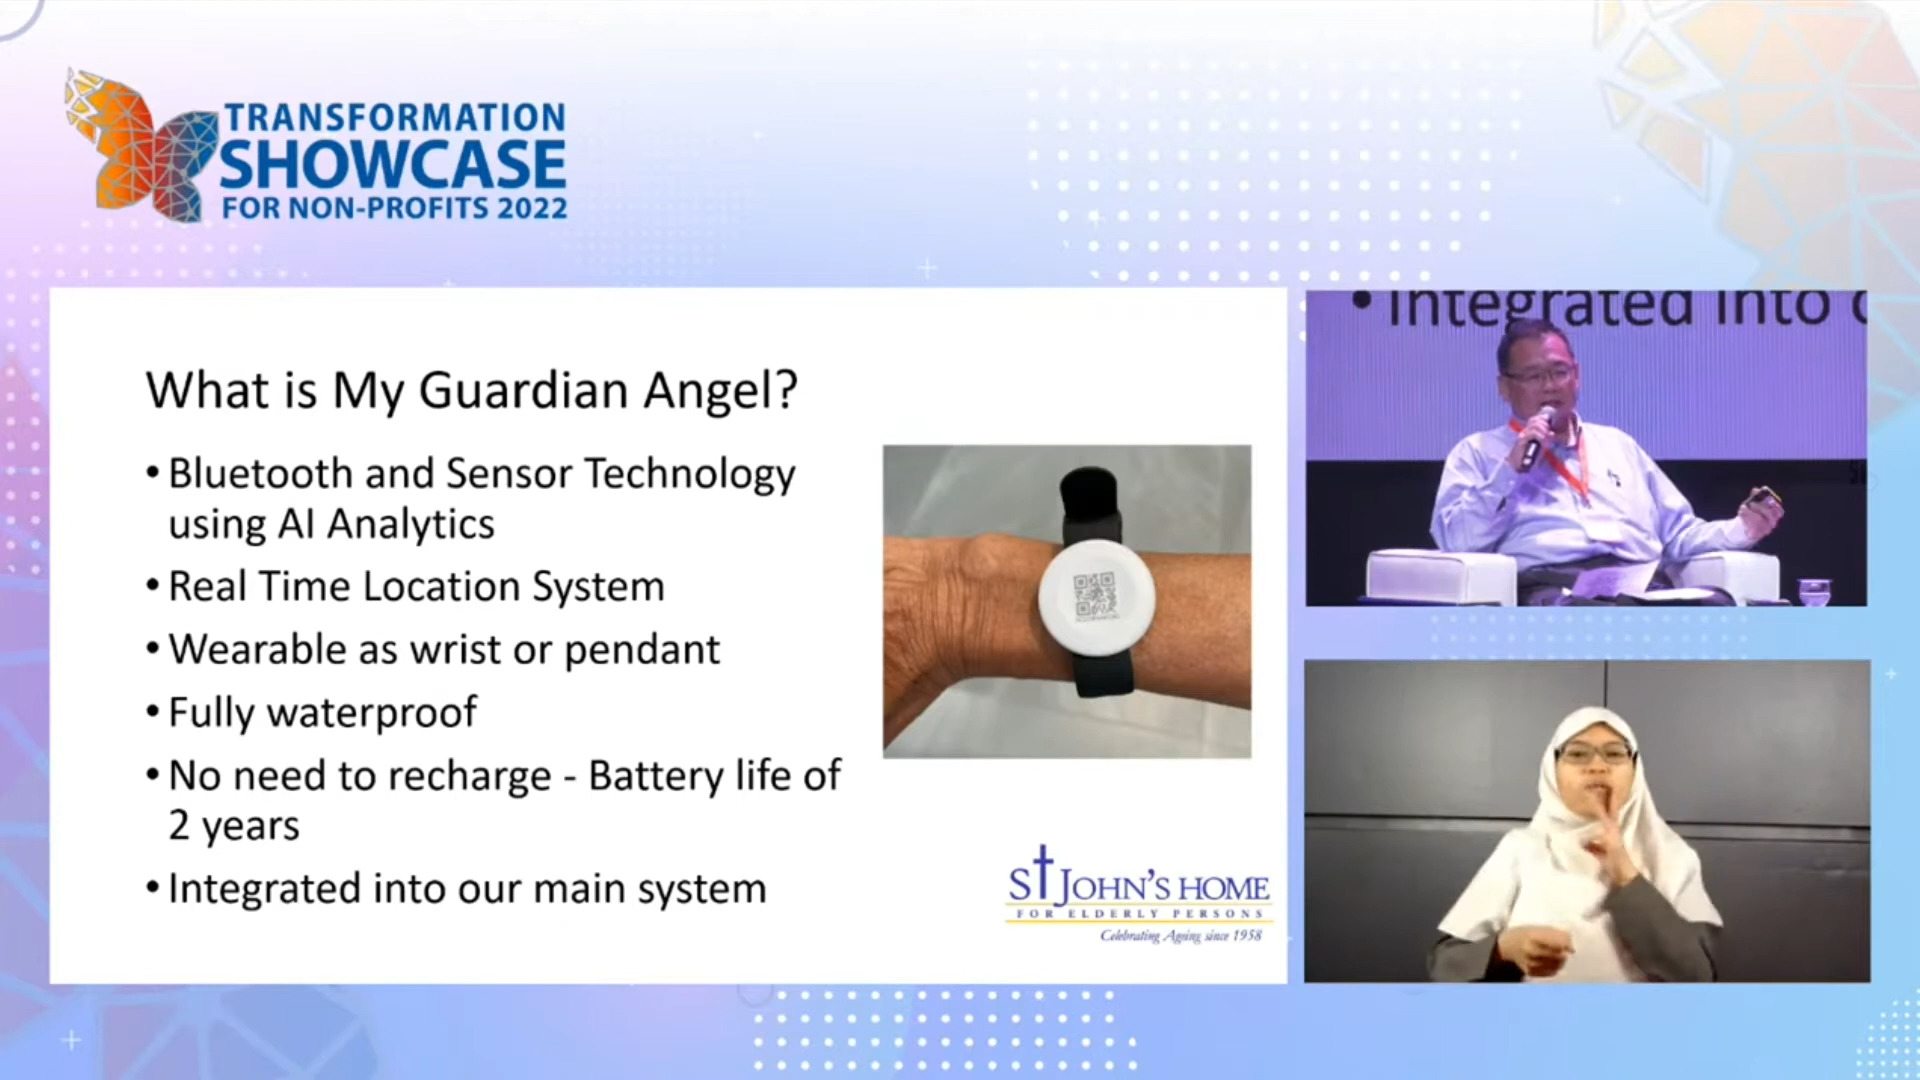 TRANSFORMATION
SHOWCASE
FOR NON-PROFITS 2022
What is My Guardian Angel?
• Bluetooth and Sensor Technology
using AI Analytics
• Real Time Location System
• Wearable as wrist or pendant
• Fully waterproof
• No need to recharge - Battery life of
2 years
• Integrated into our main system
ST JOHN'S HOME
FOR ELDERLY PERSONS
Celebrating Ageing since 1958
• Integrated into